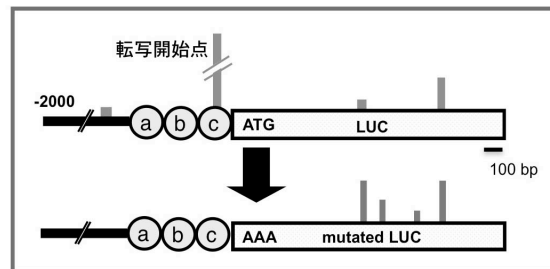 転写開始点
-2000
a b c ATG LUC
100 bp
a b c AAA mutated LUC